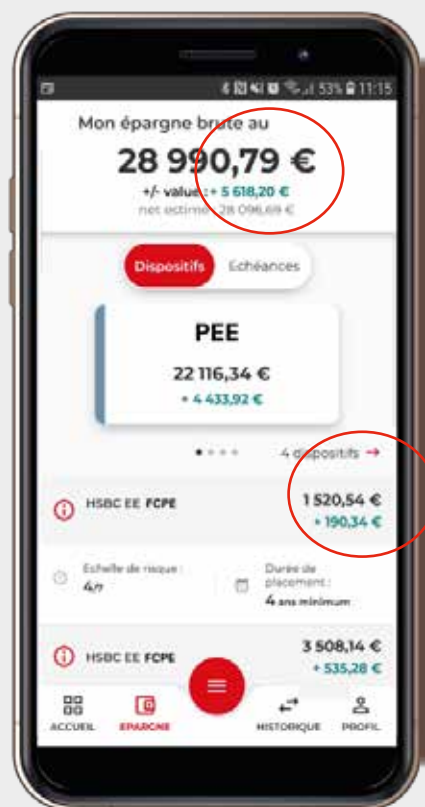 53% 11:15
Mon épargne brute au
28 990,79 €
+/- value : + 5 618,20 €
net estimé : 28 096,69 €
Dispositifs Echéances
PEE
22 116,34 €
+ 4 433,92 €
4 dispositifs →
HSBC EE FCPE 1 520,54 €
+ 190,34 €
Echelle de risque : Durée de
placement :
4/7 4 ans minimum
HSBC EE FCPE 3 508,14 €
+ 535,28 €
ACCUEIL EPARGNE HISTORIQUE PROFIL